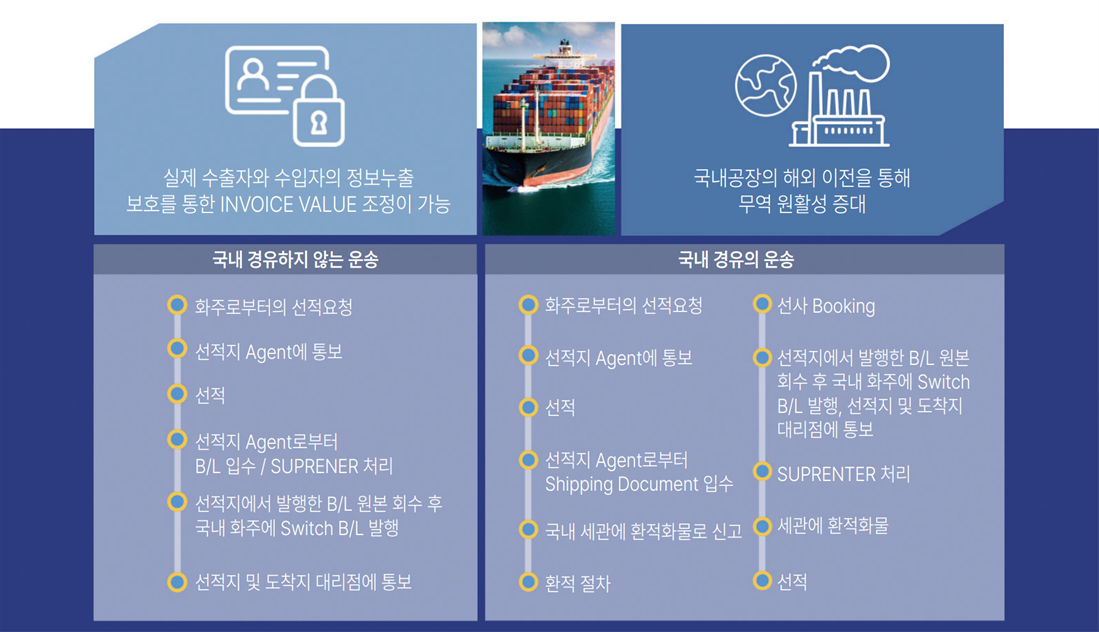 실제 수출자와 수입자의 정보누출
보호를 통한 INVOICE VALUE 조정이 가능
국내공장의 해외 이전을 통해
무역 원활성 증대
국내 경유하지 않는 운송
화주로부터의 선적요청
선적지 Agent에 통보
선적
선적지 Agent로부터
B/L 입수 / SUPRENER 처리
선적지에서 발행한 B/L 원본 회수 후
국내 화주에 Switch B/L 발행
선적지 및 도착지 대리점에 통보
국내 경유의 운송
화주로부터의 선적요청
선적지 Agent에 통보
선적
선적지 Agent로부터
Shipping Document 입수
국내 세관에 환적화물로 신고
환적 절차
선사 Booking
선적지에서 발행한 B/L 원본
회수 후 국내 화주에 Switch
B/L 발행, 선적지 및 도착지
대리점에 통보
SUPRENTER 처리
세관에 환적화물
선적